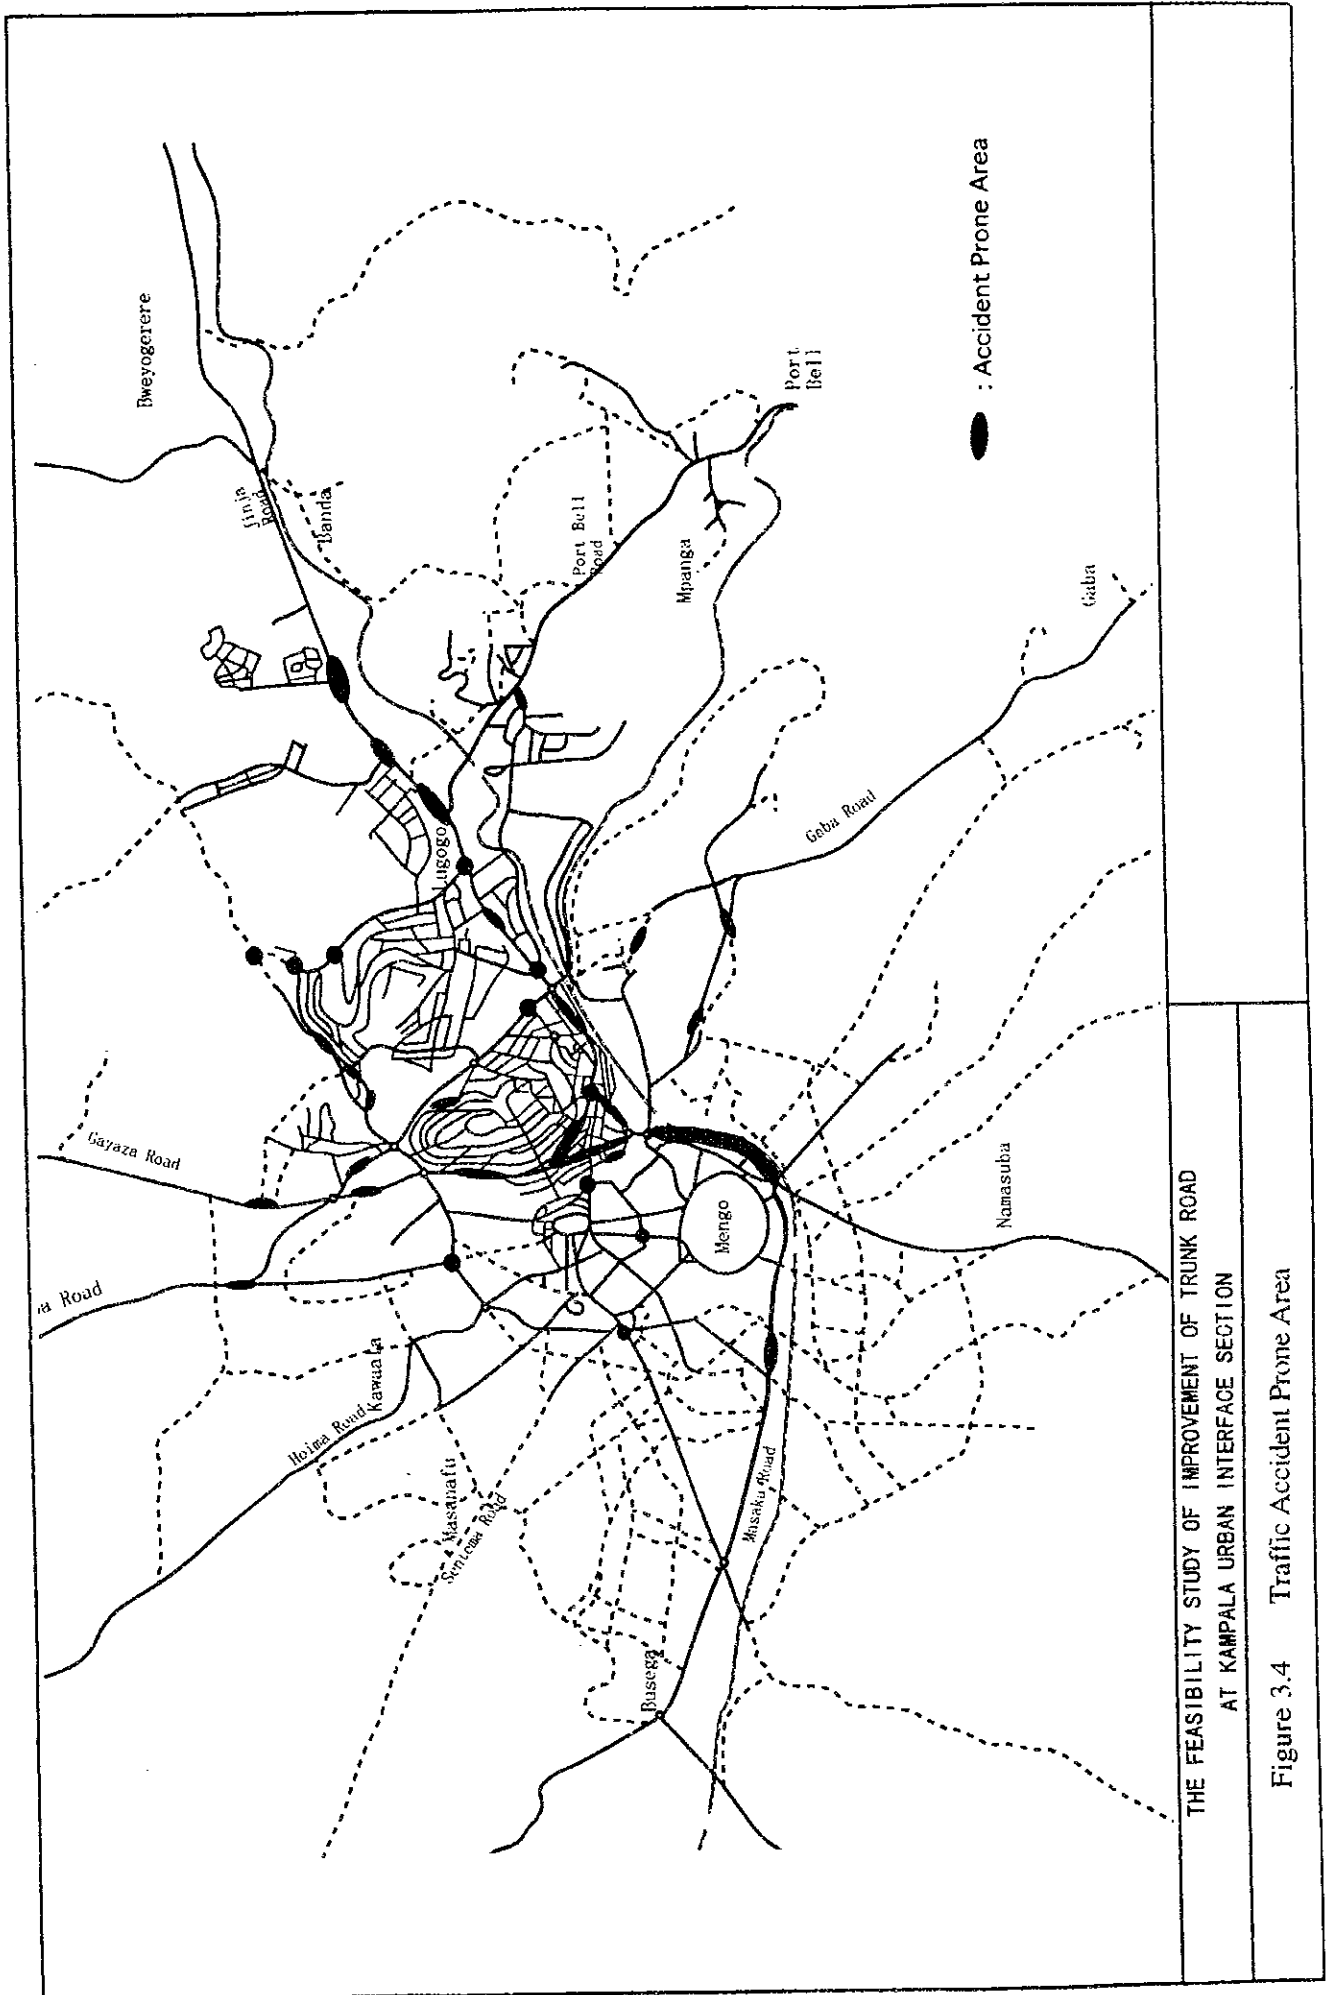 Bweyogerere
Jinja
Road
Banda
Port Bell
Road
Port
Bell
Mpanga
: Accident Prone Area
Gaba
Gaba Road
Lugogo
Gayaza Road
a Road
Kawaala
Hoima Road
Masanafu
Sentema Road
Mengo
Namasuba
Masaka Road
Busega
THE FEASIBILITY STUDY OF IMPROVEMENT OF TRUNK ROAD
AT KAMPALA URBAN INTERFACE SECTION
Figure 3.4 Traffic Accident Prone Area